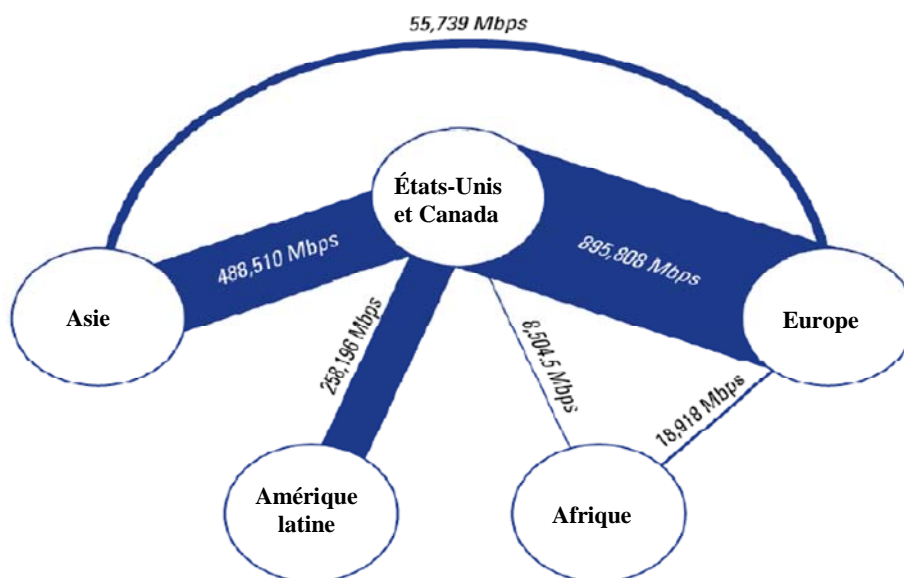 55,739 Mbps
États-Unis
et Canada
488,510 Mbps
895,808 Mbps
Asie
Europe
258,196 Mbps
8,504.5 Mbps
18,918 Mbps
Amérique
latine
Afrique